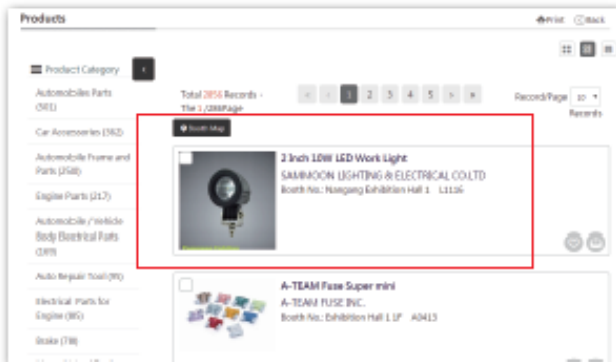 Products
Print Back
Product Category
Total 2856 Records -
The 1 /286Page
1 2 3 4 5
Record/Page 10
Records
Booth Map
Automobiles Parts
(501)
Car Accessories (362)
Automobile Frame and
Parts (258)
Engine Parts (217)
Automobile / Vehicle
Body Electrical Parts
Auto Repair Tool (95)
Electrical Parts for
Engine (85)
Brake (78)
2 Inch 10W LED Work Light
SAMMOON LIGHTING & ELECTRICAL CO.LTD
Booth No.: Nangang Exhibition Hall 1 L1116
A-TEAM Fuse Super mini
A-TEAM FUSE INC.
Booth No.: Exhibition Hall 1 1F A0413